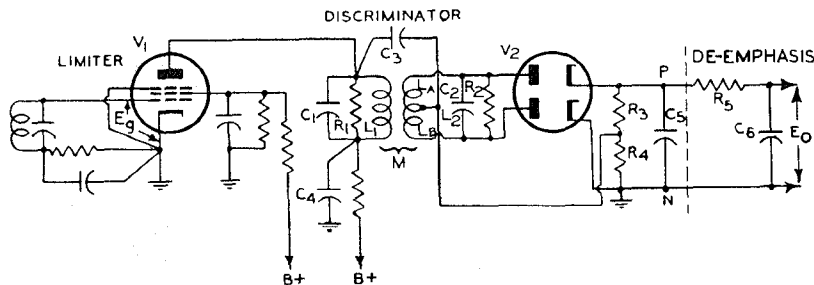 DISCRIMINATOR
LIMITER
V1
C3
V2
DE-EMPHASIS
Eg
C1
R1
L1
LA
C2
R2
L2
LB
M
P
R3
C5
R4
N
R5
C6
EO
C4
B+
B+